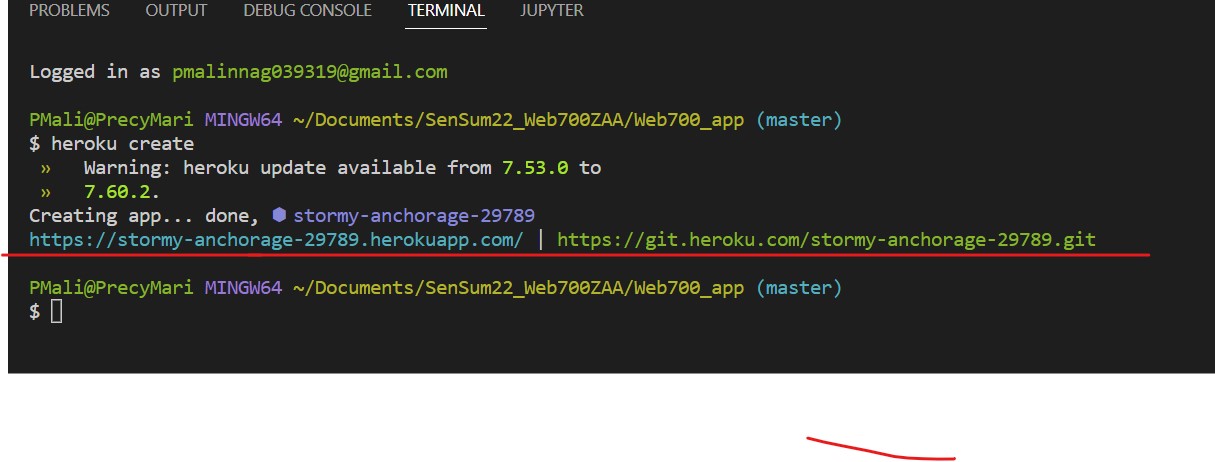 PROBLEMS OUTPUT DEBUG CONSOLE TERMINAL JUPYTER
Logged in as pmalinnag039319@gmail.com
PMali@PrecyMari MINGW64 ~/Documents/SenSum22_Web700ZAA/Web700_app (master)
$ heroku create
» Warning: heroku update available from 7.53.0 to
» 7.60.2.
Creating app... done, ⬢ stormy-anchorage-29789
https://stormy-anchorage-29789.herokuapp.com/ | https://git.heroku.com/stormy-anchorage-29789.git
PMali@PrecyMari MINGW64 ~/Documents/SenSum22_Web700ZAA/Web700_app (master)
$